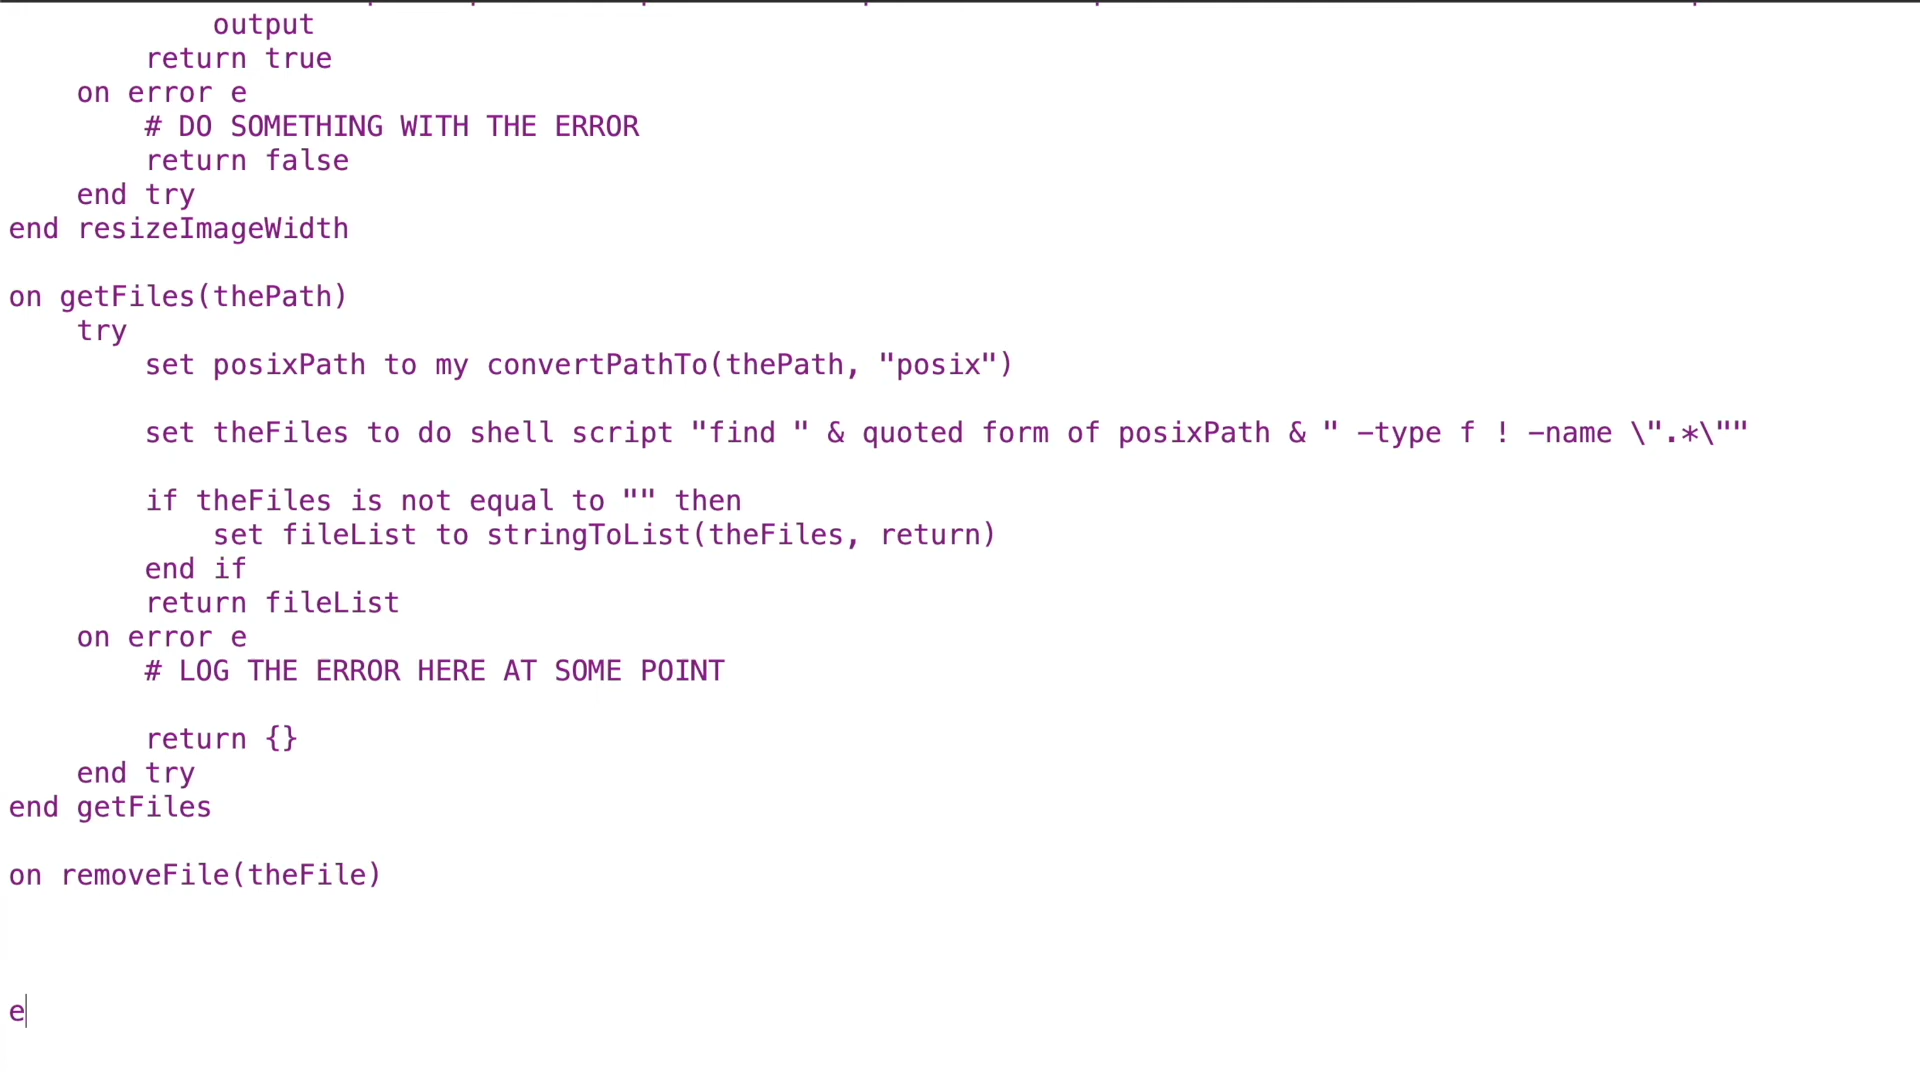 output
return true
on error e
# DO SOMETHING WITH THE ERROR
return false
end try
end resizeImageWidth
on getFiles(thePath)
try
set posixPath to my convertPathTo(thePath, "posix")
set theFiles to do shell script "find " & quoted form of posixPath & " -type f ! -name \".*\""
if theFiles is not equal to "" then
set fileList to stringToList(theFiles, return)
end if
return fileList
on error e
# LOG THE ERROR HERE AT SOME POINT
return {}
end try
end getFiles
on removeFile(theFile)
e